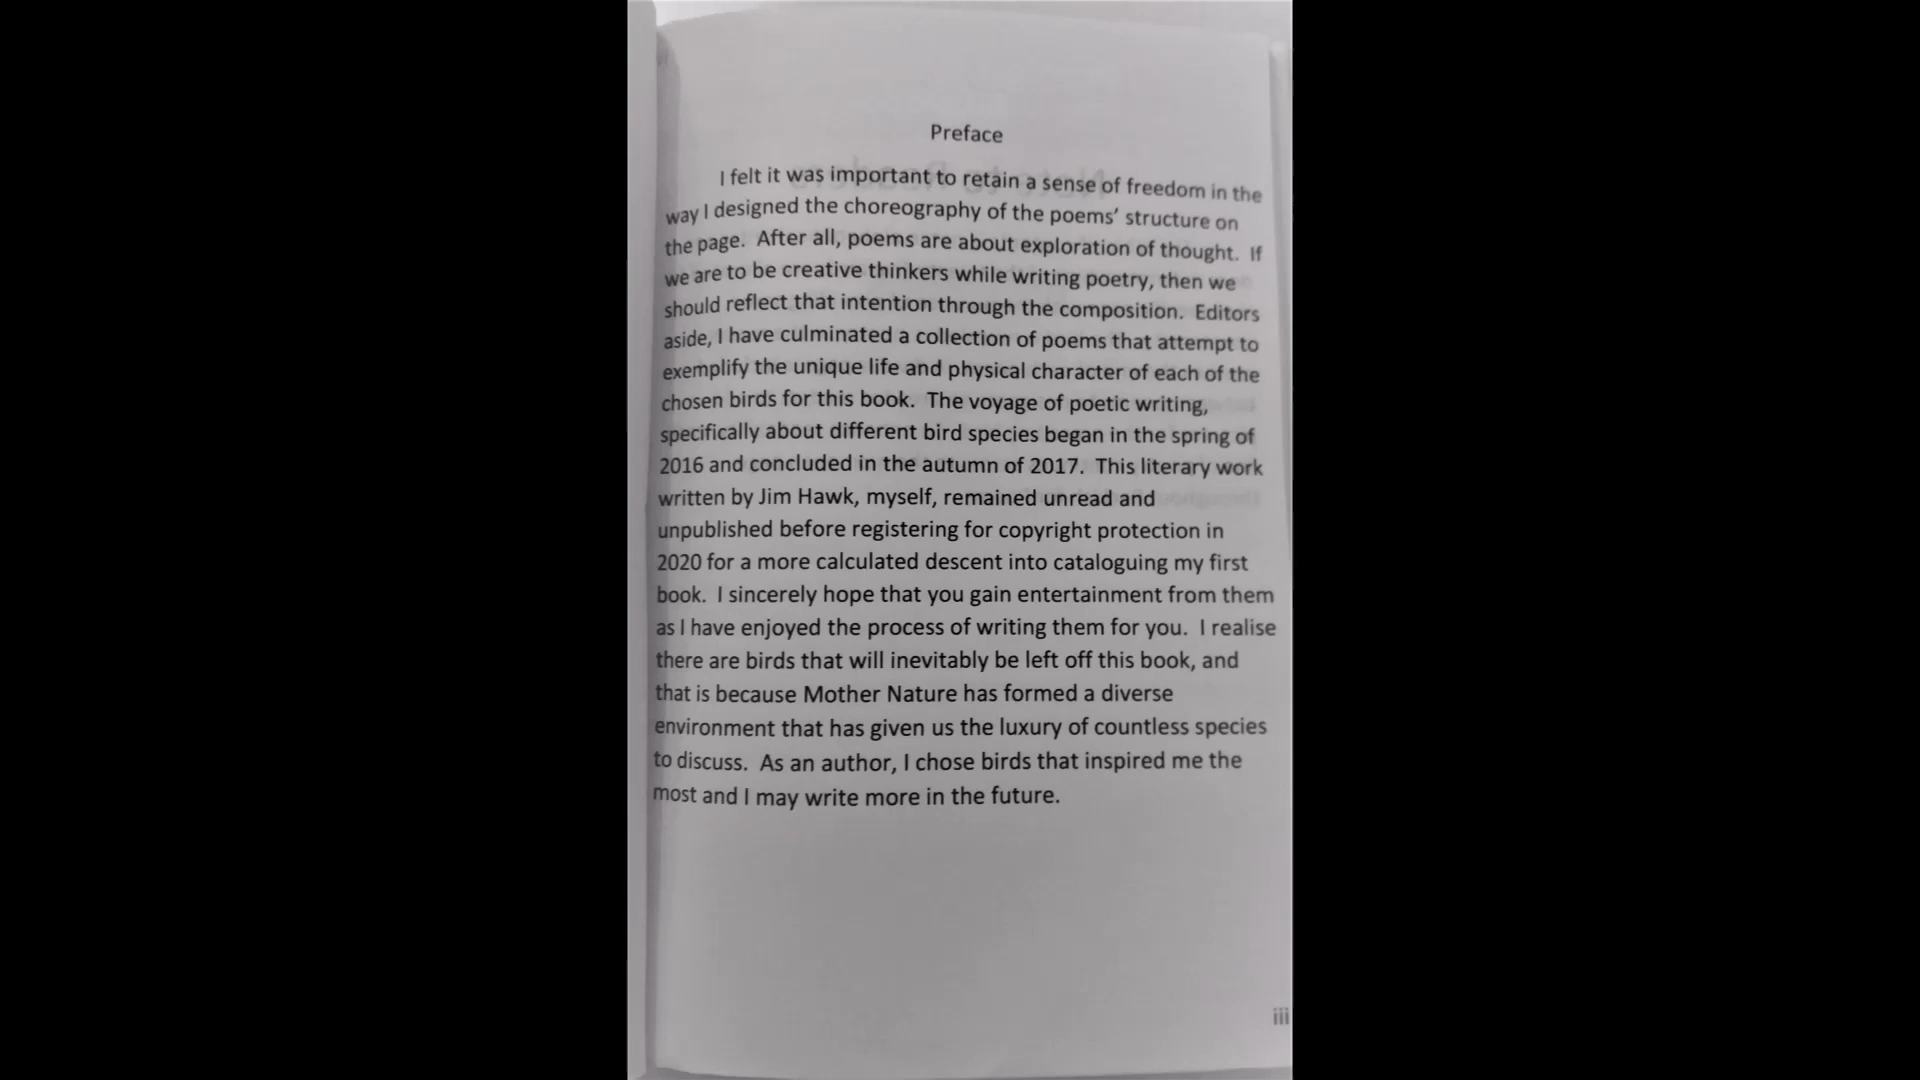 Preface
I felt it was important to retain a sense of freedom in the
way I designed the choreography of the poems’ structure on
the page. After all, poems are about exploration of thought. If
we are to be creative thinkers while writing poetry, then we
should reflect that intention through the composition. Editors
aside, I have culminated a collection of poems that attempt to
exemplify the unique life and physical character of each of the
chosen birds for this book. The voyage of poetic writing,
specifically about different bird species began in the spring of
2016 and concluded in the autumn of 2017. This literary work
written by Jim Hawk, myself, remained unread and
unpublished before registering for copyright protection in
2020 for a more calculated descent into cataloguing my first
book. I sincerely hope that you gain entertainment from them
as I have enjoyed the process of writing them for you. I realise
there are birds that will inevitably be left off this book, and
that is because Mother Nature has formed a diverse
environment that has given us the luxury of countless species
to discuss. As an author, I chose birds that inspired me the
most and I may write more in the future.
iii